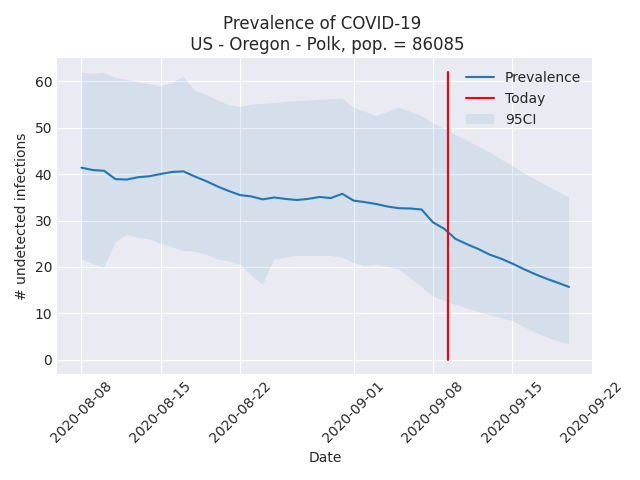 Prevalence of COVID-19
US - Oregon - Polk, pop. = 86085
Prevalence
Today
95CI
# undetected infections
60
50
40
30
20
10
0
2020-08-08
2020-08-15
2020-08-22
2020-09-01
2020-09-08
2020-09-15
2020-09-22
Date